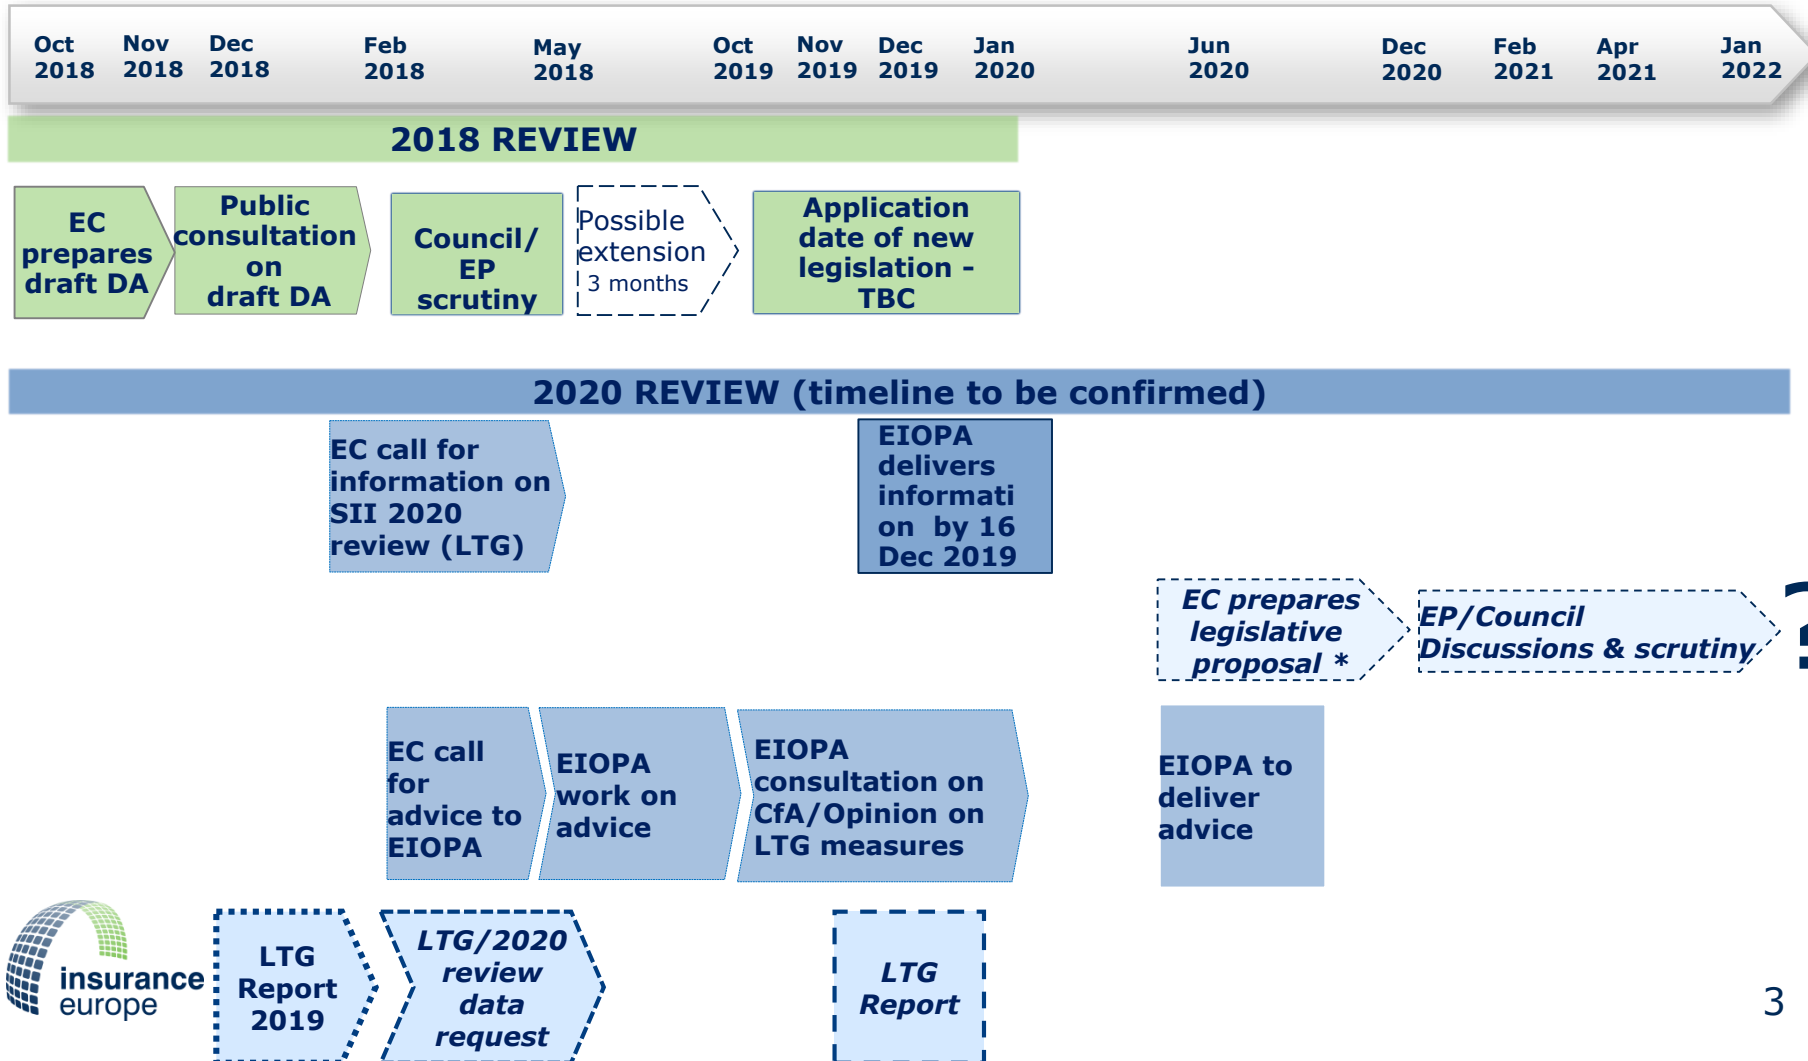 Oct 2018
Nov 2018
Dec 2018
Feb 2018
May 2018
Oct 2019
Nov 2019
Dec 2019
Jan 2020
Jun 2020
Dec 2020
Feb 2021
Apr 2021
Jan 2022
2018 REVIEW
EC
prepares
draft DA
Public
consultation
on
draft DA
Council/
EP
scrutiny
Possible
extension
3 months
Application
date of new
legislation -
TBC
2020 REVIEW (timeline to be confirmed)
EC call for
information on
SII 2020
review (LTG)
EIOPA
delivers
informati
on by 16
Dec 2019
EC prepares
legislative
proposal *
EP/Council
Discussions & scrutiny
?
EC call
for
advice to
EIOPA
EIOPA
work on
advice
EIOPA
consultation on
CfA/Opinion on
LTG measures
EIOPA to
deliver
advice
insurance
europe
LTG
Report
2019
LTG/2020
review
data
request
LTG
Report
3